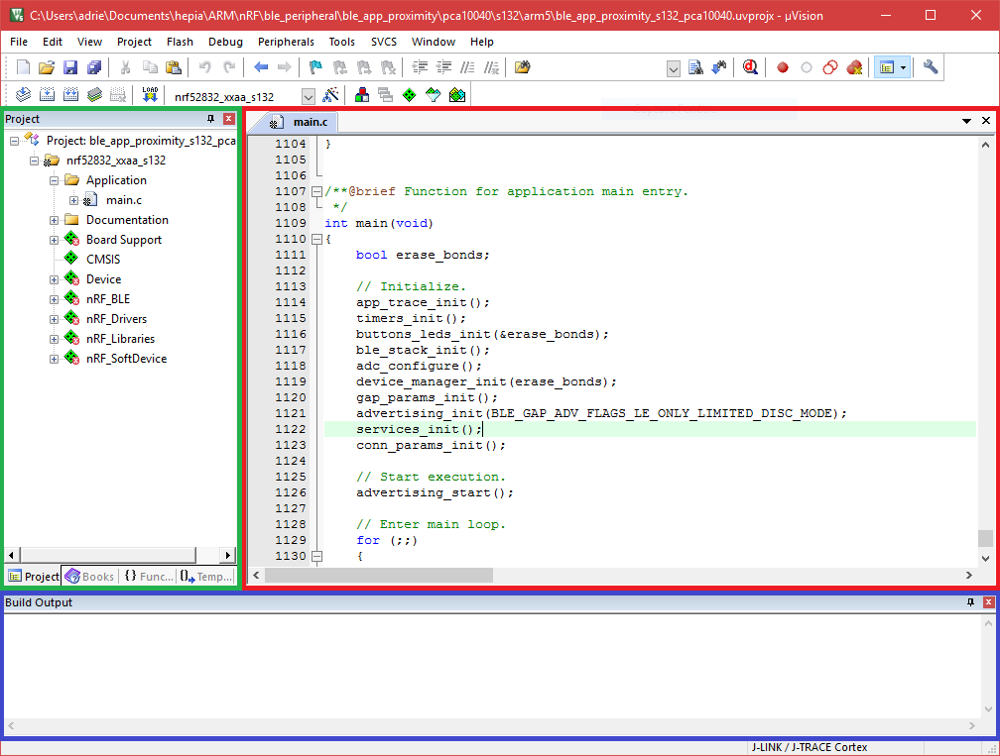 C:\Users\adrie\Documents\hepia\ARM\nRF\ble_peripheral\ble_app_proximity\pca10040\s132\arm5\ble_app_proximity_s132_pca10040.uvprojx - µVision
File Edit View Project Flash Debug Peripherals Tools SVCS Window Help
LOAD
nrf52832_xxaa_s132
Project
Project: ble_app_proximity_s132_pca
nrf52832_xxaa_s132
Application
main.c
Documentation
Board Support
CMSIS
Device
nRF_BLE
nRF_Drivers
nRF_Libraries
nRF_SoftDevice
Project Books {} Func... Temp...
main.c
1104 }
1105
1106
1107 /**@brief Function for application main entry.
1108 */
1109 int main(void)
1110 {
1111 bool erase_bonds;
1112
1113 // Initialize.
1114 app_trace_init();
1115 timers_init();
1116 buttons_leds_init(&erase_bonds);
1117 ble_stack_init();
1118 adc_configure();
1119 device_manager_init(erase_bonds);
1120 gap_params_init();
1121 advertising_init(BLE_GAP_ADV_FLAGS_LE_ONLY_LIMITED_DISC_MODE);
1122 services_init();
1123 conn_params_init();
1124
1125 // Start execution.
1126 advertising_start();
1127
1128 // Enter main loop.
1129 for (;;)
1130 {
Build Output
J-LINK / J-TRACE Cortex